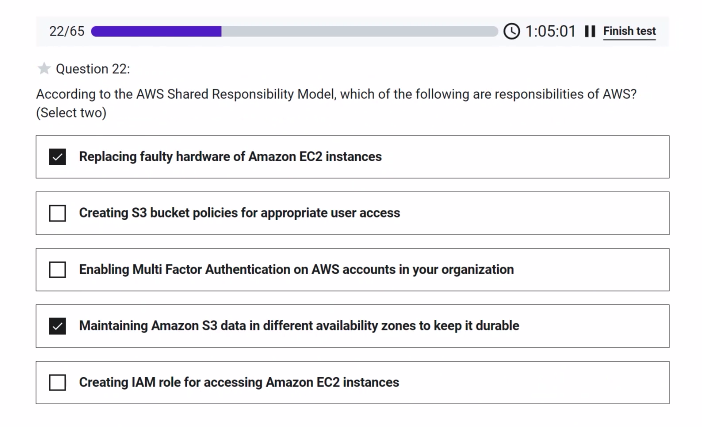 22/65 1:05:01 Finish test
Question 22:
According to the AWS Shared Responsibility Model, which of the following are responsibilities of AWS?
(Select two)
Replacing faulty hardware of Amazon EC2 instances
Creating S3 bucket policies for appropriate user access
Enabling Multi Factor Authentication on AWS accounts in your organization
Maintaining Amazon S3 data in different availability zones to keep it durable
Creating IAM role for accessing Amazon EC2 instances